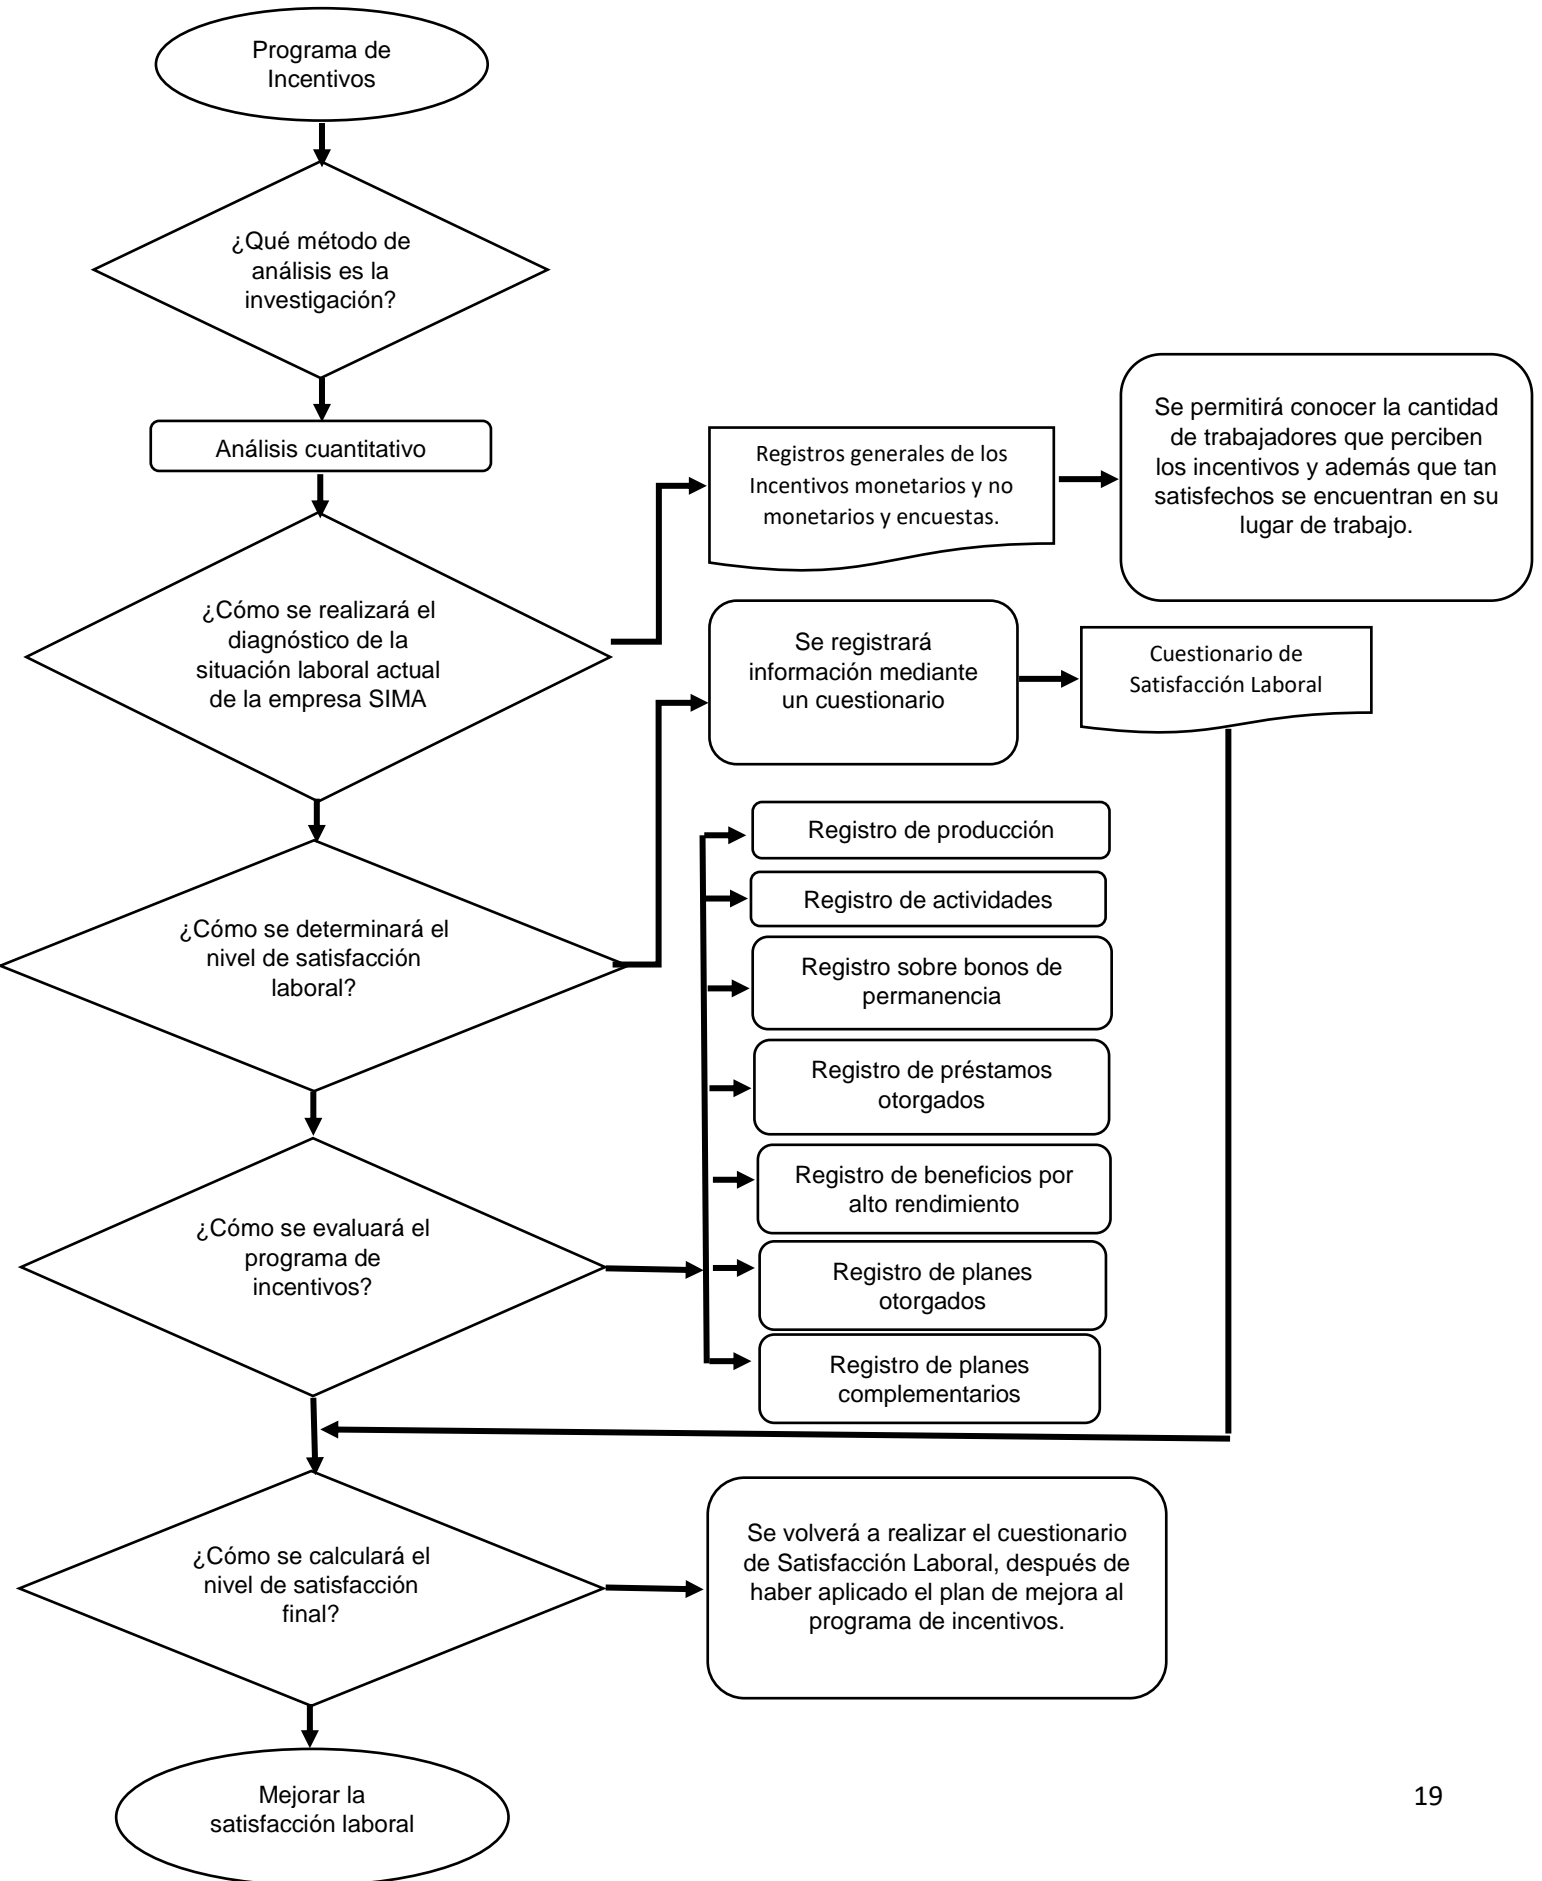 Programa de
Incentivos
¿Qué método de
análisis es la
investigación?
Análisis cuantitativo
¿Cómo se realizará el
diagnóstico de la
situación laboral actual
de la empresa SIMA
Registros generales de los
Incentivos monetarios y no
monetarios y encuestas.
Se permitirá conocer la cantidad
de trabajadores que perciben
los incentivos y además que tan
satisfechos se encuentran en su
lugar de trabajo.
¿Cómo se determinará el
nivel de satisfacción
laboral?
Se registrará
información mediante
un cuestionario
Cuestionario de
Satisfacción Laboral
¿Cómo se evaluará el
programa de
incentivos?
Registro de producción
Registro de actividades
Registro sobre bonos de
permanencia
Registro de préstamos
otorgados
Registro de beneficios por
alto rendimiento
Registro de planes
otorgados
Registro de planes
complementarios
¿Cómo se calculará el
nivel de satisfacción
final?
Se volverá a realizar el cuestionario
de Satisfacción Laboral, después de
haber aplicado el plan de mejora al
programa de incentivos.
Mejorar la
satisfacción laboral
19